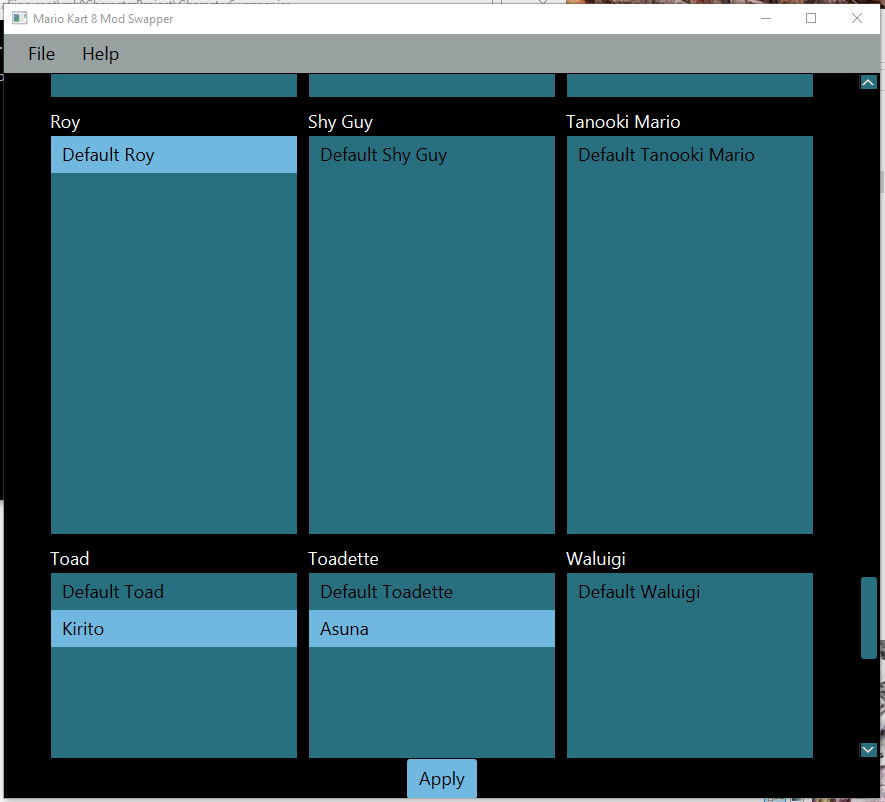 Mario Kart 8 Mod Swapper
File Help
Roy Shy Guy Tanooki Mario
Default Roy Default Shy Guy Default Tanooki Mario
Toad Toadette Waluigi
Default Toad Default Toadette Default Waluigi
Kirito Asuna
Apply